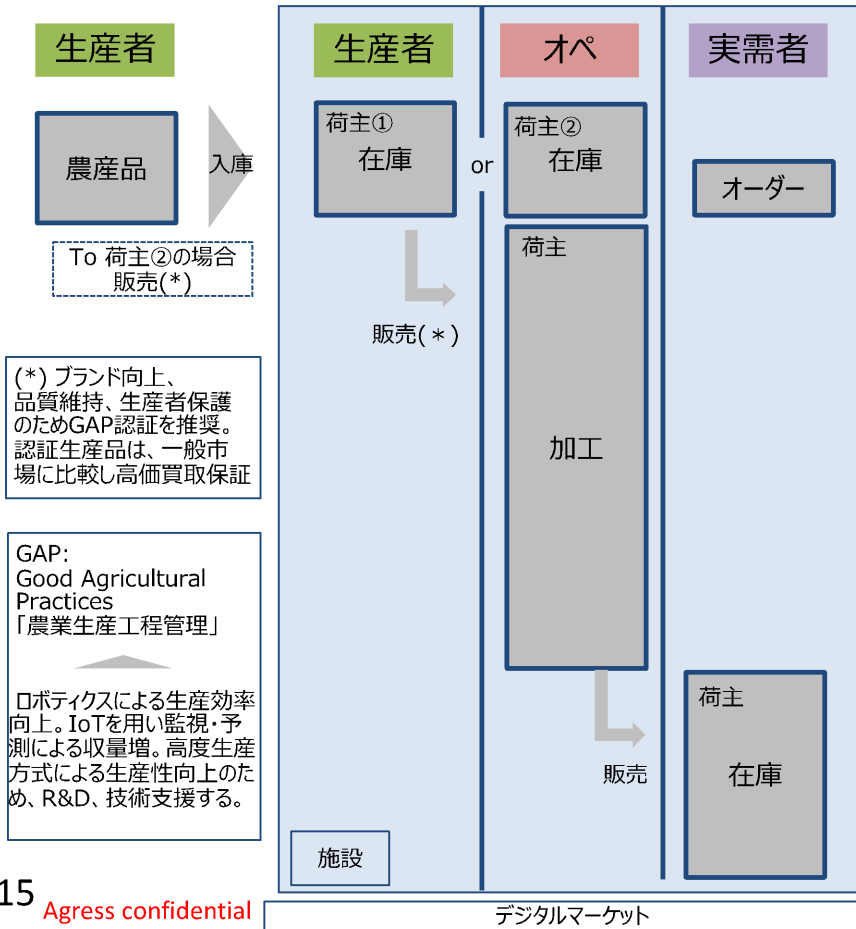 生産者
生産者
オペ
実需者
農産品
入庫
荷主①
在庫
or
荷主②
在庫
オーダー
To 荷主②の場合
販売(*)
荷主
販売(＊)
加工
(*) ブランド向上、
品質維持、生産者保護
のためGAP認証を推奨。
認証生産品は、一般市
場に比較し高価買取保証
GAP:
Good Agricultural
Practices
「農業生産工程管理」
ロボティクスによる生産効率
向上。IoTを用い監視・予
測による収量増。高度生産
方式による生産性向上のた
め、R&D、技術支援する。
販売
荷主
在庫
施設
15
Agress confidential
デジタルマーケット